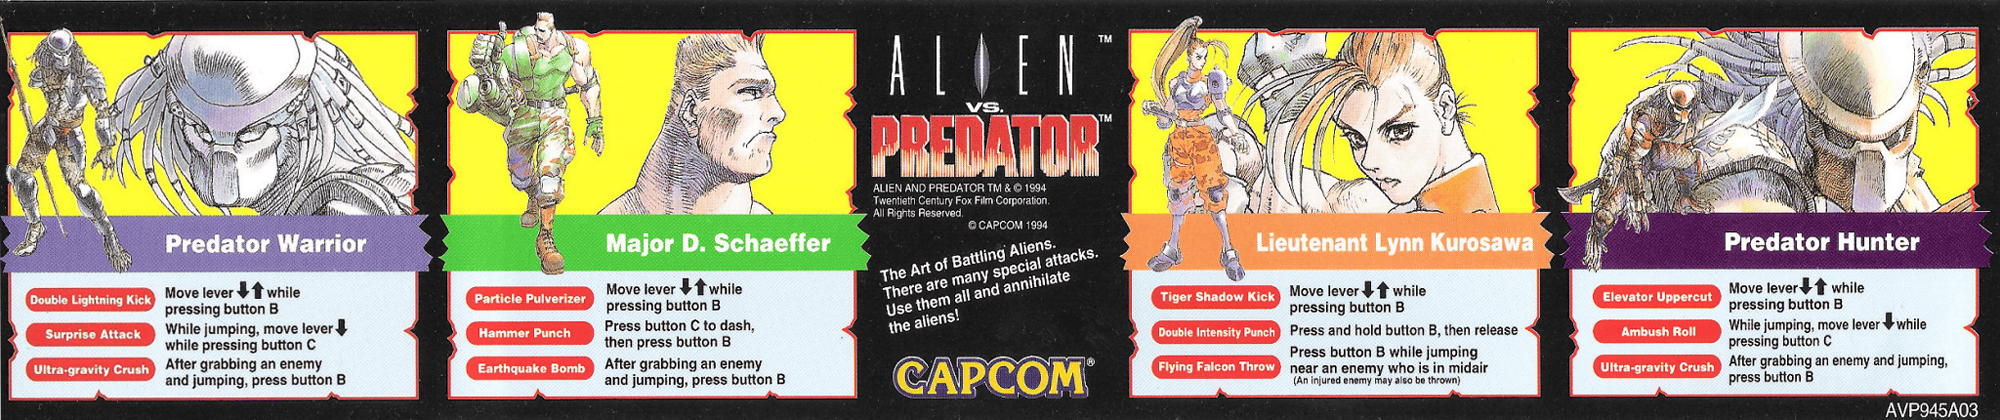 Predator Warrior
Double Lightning Kick
Move lever ⬇⬆ while
pressing button B
Surprise Attack
While jumping, move lever ⬇
while pressing button C
Ultra-gravity Crush
After grabbing an enemy
and jumping, press button B
Major D. Schaeffer
Particle Pulverizer
Move lever ⬇⬆ while
pressing button B
Hammer Punch
Press button C to dash,
then press button B
Earthquake Bomb
After grabbing an enemy
and jumping, press button B
ALIEN™
VS.
PREDATOR™
ALIEN AND PREDATOR TM & © 1994
Twentieth Century Fox Film Corporation.
All Rights Reserved.
© CAPCOM 1994
The Art of Battling Aliens.
There are many special attacks.
Use them all and annihilate
the aliens!
CAPCOM®
Lieutenant Lynn Kurosawa
Tiger Shadow Kick
Move lever ⬇⬆ while
pressing button B
Double Intensity Punch
Press and hold button B, then release
Flying Falcon Throw
Press button B while jumping
near an enemy who is in midair
(An injured enemy may also be thrown)
Predator Hunter
Elevator Uppercut
Move lever ⬇⬆ while
pressing button B
Ambush Roll
While jumping, move lever ⬇ while
pressing button C
Ultra-gravity Crush
After grabbing an enemy and jumping,
press button B
AVP945A03